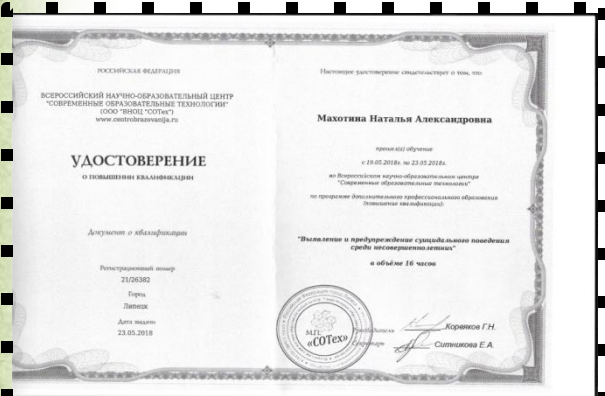 РОССИЙСКАЯ ФЕДЕРАЦИЯ
ВСЕРОССИЙСКИЙ НАУЧНО-ОБРАЗОВАТЕЛЬНЫЙ ЦЕНТР
"СОВРЕМЕННЫЕ ОБРАЗОВАТЕЛЬНЫЕ ТЕХНОЛОГИИ"
(ООО "ВНОЦ "СОТех")
www.centrobrazovanija.ru
УДОСТОВЕРЕНИЕ
О ПОВЫШЕНИИ КВАЛИФИКАЦИИ
Документ о квалификации
Регистрационный номер
21/26382
Город
Липецк
Дата выдачи
23.05.2018
Настоящее удостоверение свидетельствует о том, что
Махотина Наталья Александровна
прошел(а) обучение
с 19.05.2018г. по 23.05.2018г.
во Всероссийском научно-образовательном центре
"Современные образовательные технологии"
по программе дополнительного профессионального образования
(повышение квалификации):
"Выявление и предупреждение суицидального поведения
среди несовершеннолетних"
в объёме 16 часов
М.П.
«СОТех»
Корвяков Г.Н.
Секретарь
Ситникова Е.А.